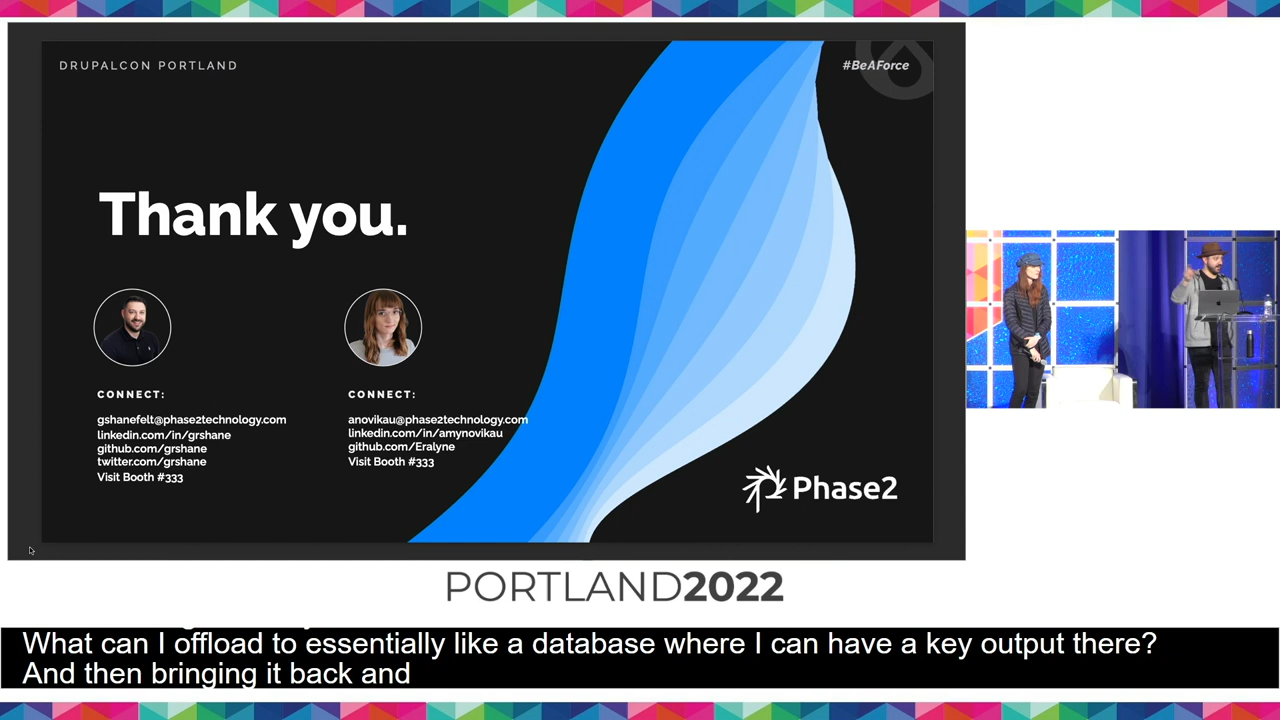 DRUPALCON PORTLAND
#BeAForce
Thank you.
CONNECT:
gshanefelt@phase2technology.com
linkedin.com/in/grshane
github.com/grshane
twitter.com/grshane
Visit Booth #333
CONNECT:
anovikau@phase2technology.com
linkedin.com/in/amynovikau
github.com/Eralyne
Visit Booth #333
Phase2
PORTLAND2022
What can I offload to essentially like a database where I can have a key output there?
And then bringing it back and